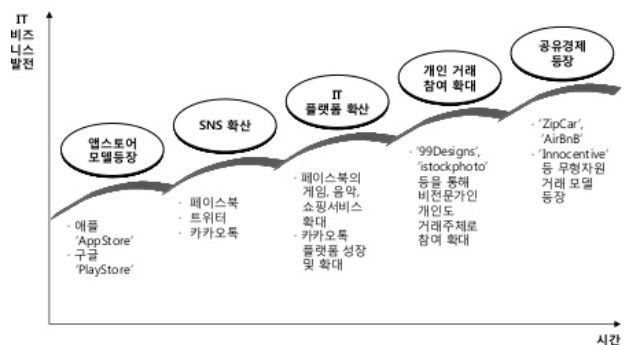 IT
비즈
니스
발전
앱스토어
모델등장
· 애플
'AppStore'
· 구글
'PlayStore'
SNS 확산
· 페이스북
· 트위터
· 카카오톡
IT
플랫폼 확산
· 페이스북의
게임, 음악,
쇼핑서비스
확대
· 카카오톡
플랫폼 성장
및 확대
개인 거래
참여 확대
· '99Designs',
'istockphoto'
등을 통해
비전문가인
개인도
거래주체로
참여 확대
공유경제
등장
· 'ZipCar',
'AirBnB'
· 'Innocentive'
등 무형자원
거래 모델
등장
시간